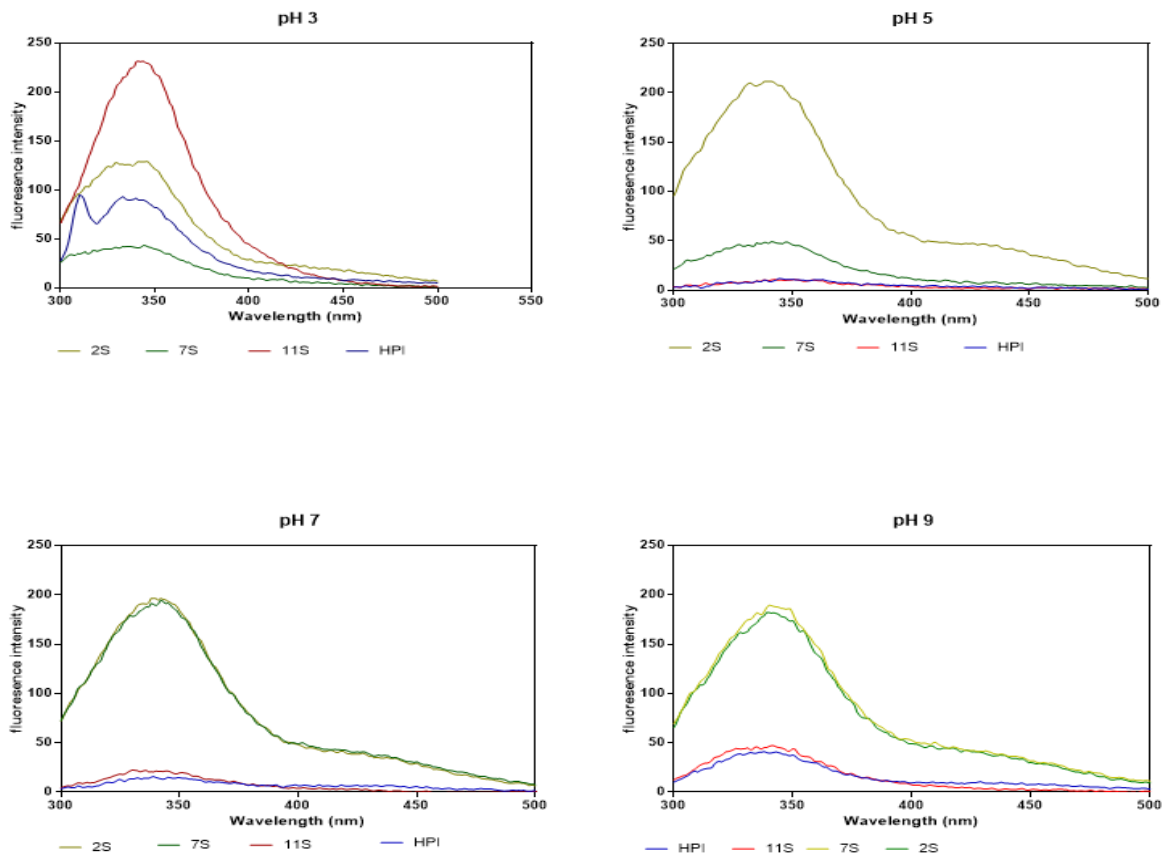 pH 3
250
200
150
100
50
0
fluoresence intensity
300 350 400 450 500 550
Wavelength (nm)
2S 7S 11S HPI
pH 5
250
200
150
100
50
0
fluoresence intensity
300 350 400 450 500
Wavelength (nm)
2S 7S 11S HPI
pH 7
250
200
150
100
50
0
fluoresence intensity
300 350 400 450 500
Wavelength (nm)
2S 7S 11S HPI
pH 9
250
200
150
100
50
0
fluoresence intensity
300 350 400 450 500
Wavelength (nm)
HPI 11S 7S 2S